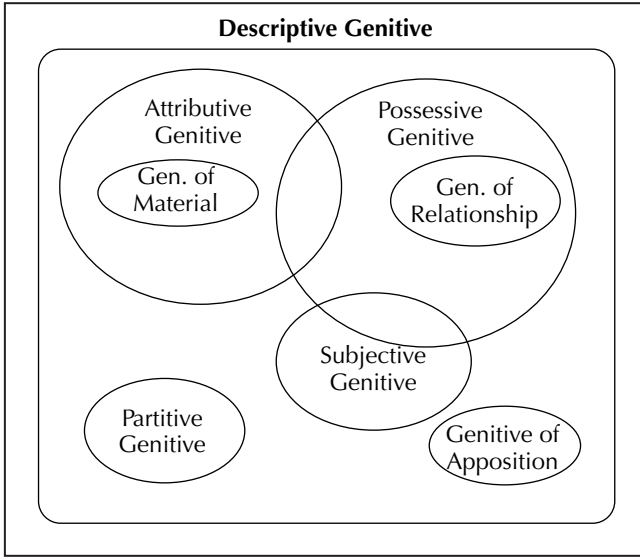 Descriptive Genitive
Attributive
Genitive
Gen. of
Material
Possessive
Genitive
Gen. of
Relationship
Subjective
Genitive
Partitive
Genitive
Genitive of
Apposition